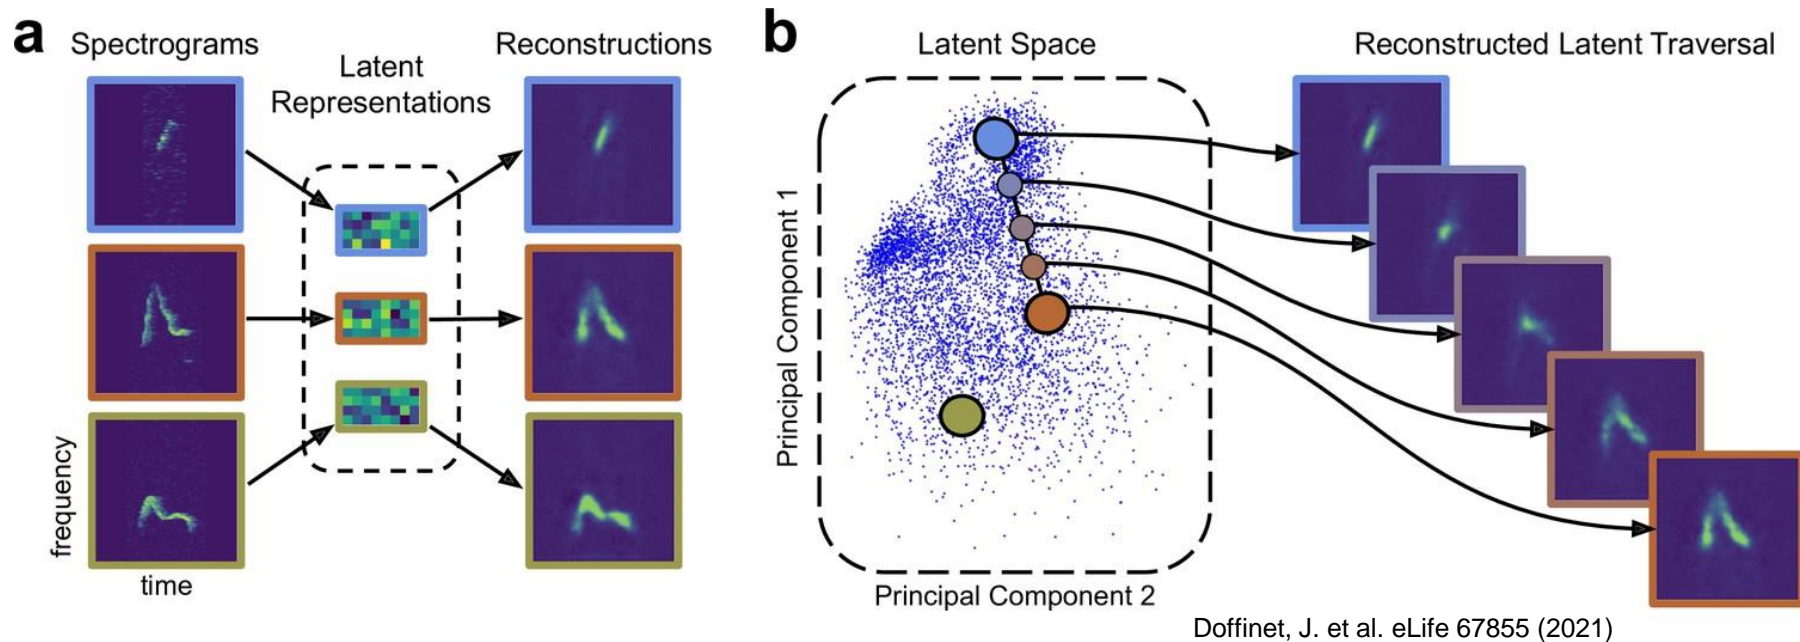 a
Spectrograms
Latent
Representations
Reconstructions
frequency
time
b
Latent Space
Reconstructed Latent Traversal
Principal Component 1
Principal Component 2
Doffinet, J. et al. eLife 67855 (2021)